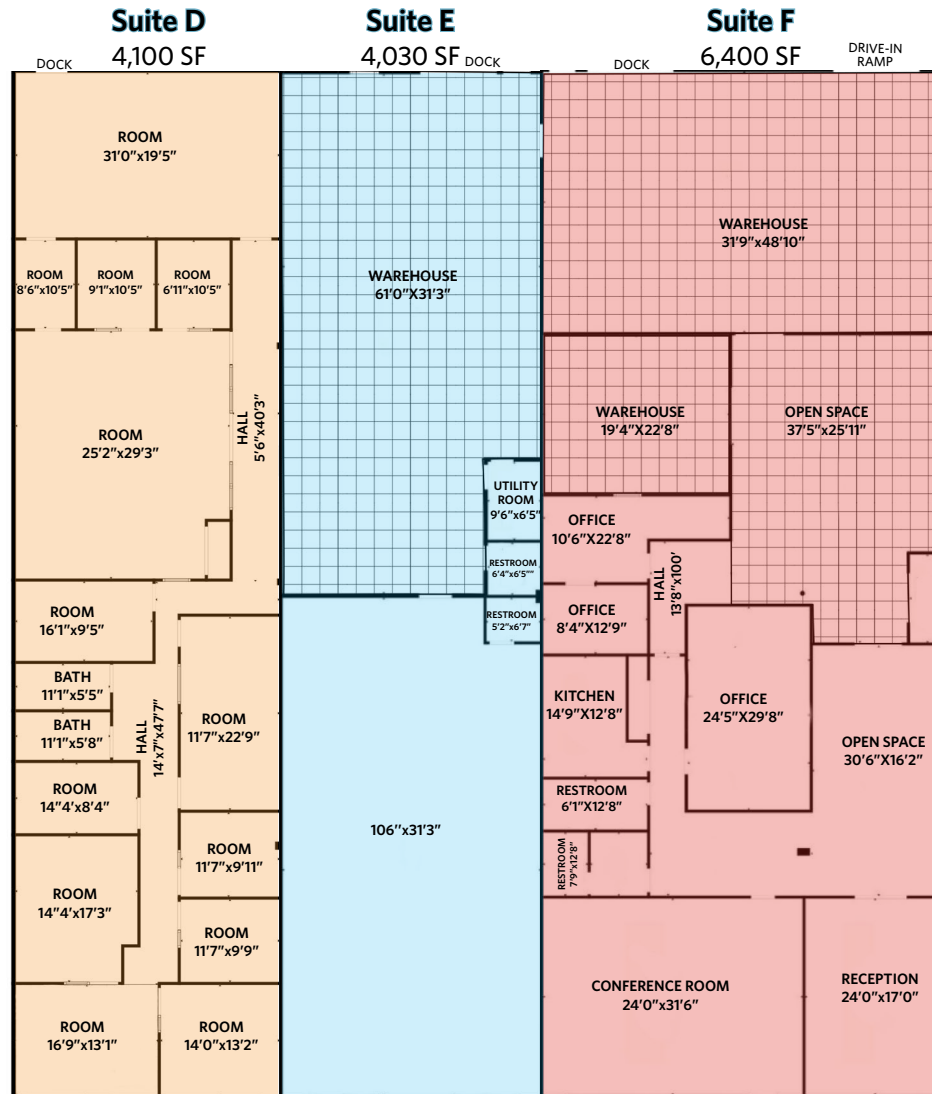 Suite D
4,100 SF
DOCK
ROOM
31'0"x19'5"
ROOM
8'6"x10'5"
ROOM
9'1"x10'5"
ROOM
6'11"x10'5"
ROOM
25'2"x29'3"
HALL
5'6"x40'3"
ROOM
16'1"x9'5"
BATH
11'1"x5'5"
BATH
11'1"x5'8"
HALL
14'x7"x47'7"
ROOM
11'7"x22'9"
ROOM
14"4'x8'4"
ROOM
11'7"x9'11"
ROOM
14"4'x17'3"
ROOM
11'7"x9'9"
ROOM
16'9"x13'1"
ROOM
14'0"x13'2"
Suite E
4,030 SF
DOCK
WAREHOUSE
61'0"X31'3"
UTILITY
ROOM
9'6"x6'5"
RESTROOM
6'4"x6'5""
RESTROOM
5'2"x6'7"
106"x31'3"
Suite F
6,400 SF
DOCK
DRIVE-IN
RAMP
WAREHOUSE
31'9"x48'10"
WAREHOUSE
19'4"X22'8"
OPEN SPACE
37'5"x25'11"
OFFICE
10'6"X22'8"
HALL
13'8"x100'
OFFICE
8'4"X12'9"
KITCHEN
14'9"X12'8"
OFFICE
24'5"X29'8"
OPEN SPACE
30'6"X16'2"
RESTROOM
6'1"X12'8"
RESTROOM
7'9"x12'8"
CONFERENCE ROOM
24'0"x31'6"
RECEPTION
24'0"x17'0"